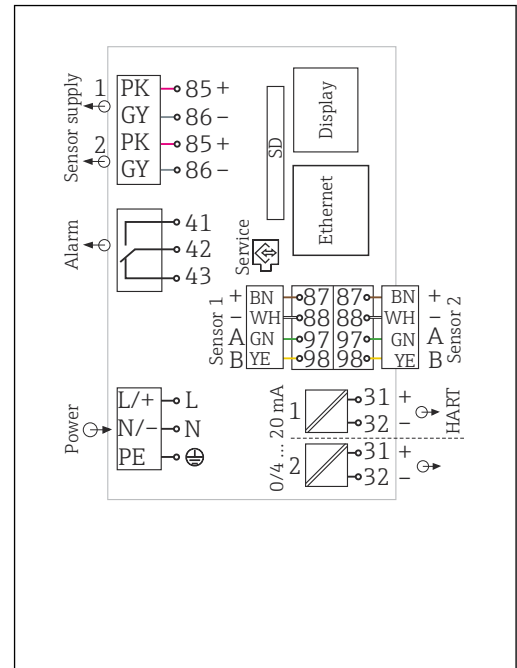 Sensor supply
1 PK 85 +
GY 86 −
2 PK 85 +
GY 86 −
Display
SD
Ethernet
Service
Alarm
41
42
43
Sensor 1
+ BN 87
− WH 88
A GN 97
B YE 98
87 BN +
88 WH −
97 GN A
98 YE B
Sensor 2
Power
L/+ L
N/− N
PE
0/4 ... 20 mA
1 31 +
32 −
HART
2 31 +
32 −